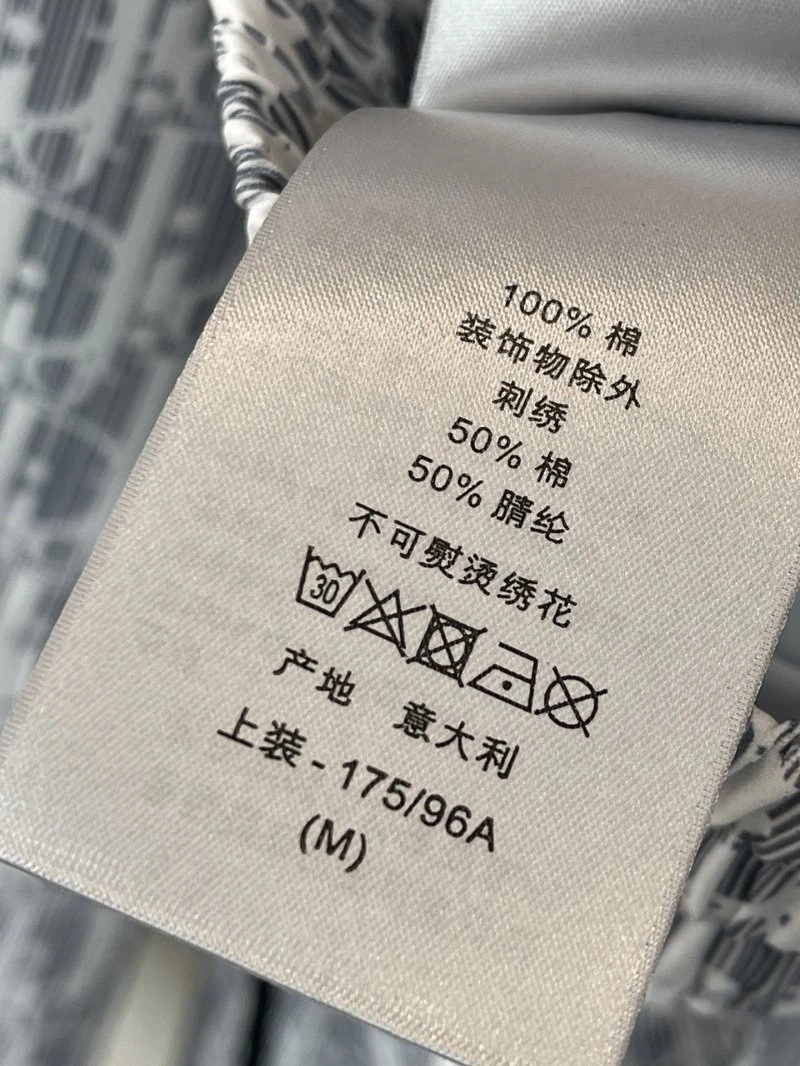 100% 棉
装饰物除外
刺绣
50% 棉
50% 腈纶
不可熨烫绣花
30
产地 意大利
上装 - 175/96A
(M)